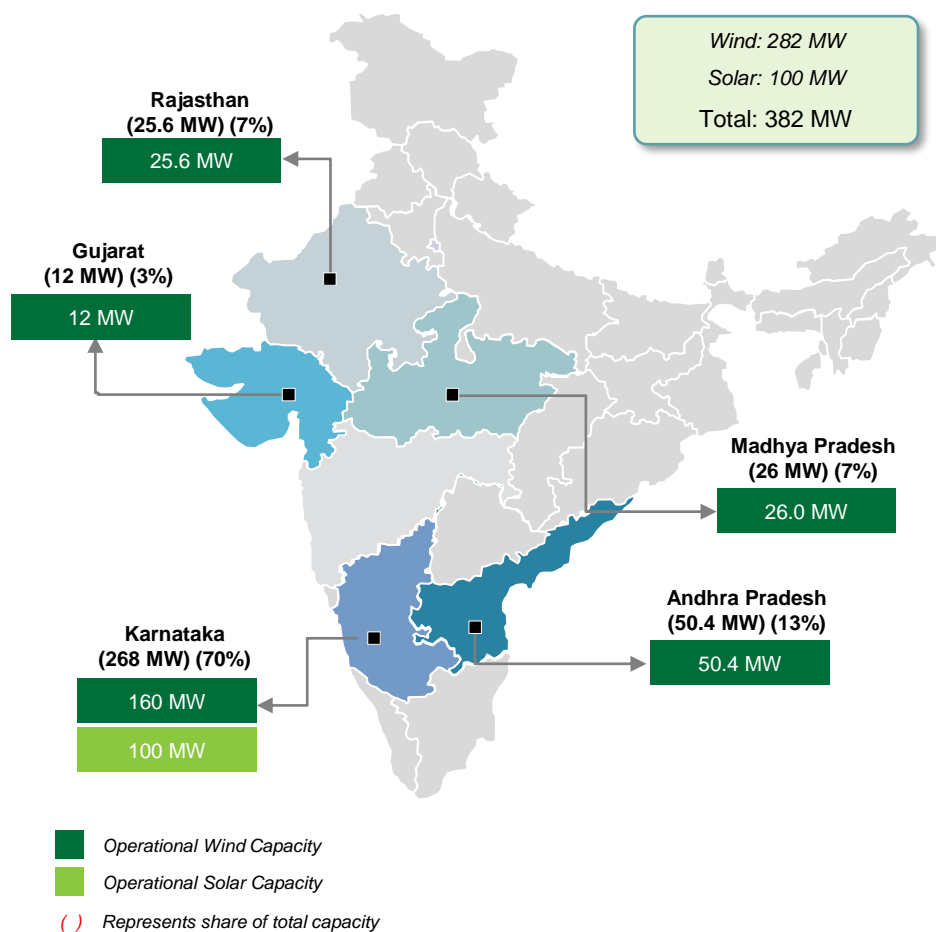 Wind: 282 MW
Solar: 100 MW
Total: 382 MW
Rajasthan
(25.6 MW) (7%)
25.6 MW
Gujarat
(12 MW) (3%)
12 MW
Madhya Pradesh
(26 MW) (7%)
26.0 MW
Andhra Pradesh
(50.4 MW) (13%)
50.4 MW
Karnataka
(268 MW) (70%)
160 MW
100 MW
Operational Wind Capacity
Operational Solar Capacity
( ) Represents share of total capacity